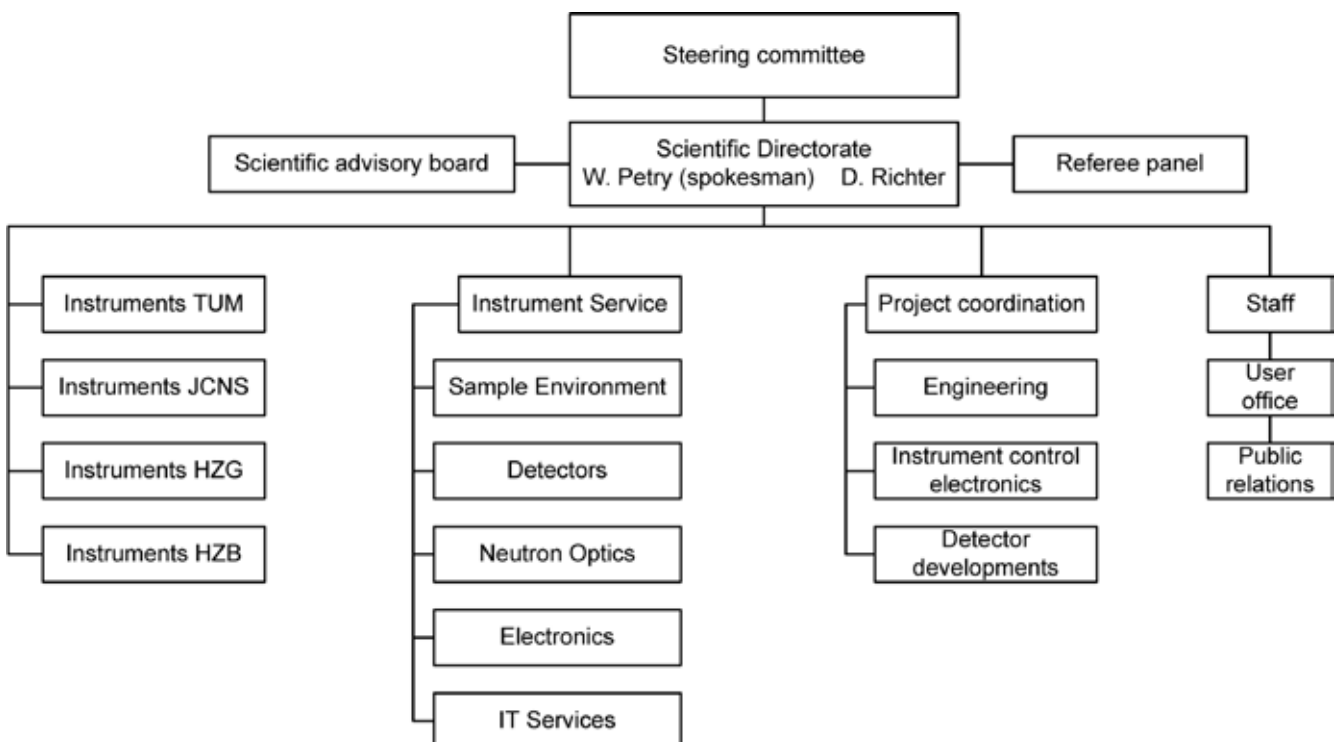 Steering committee
Scientific advisory board
Scientific Directorate
W. Petry (spokesman) D. Richter
Referee panel
Instruments TUM
Instruments JCNS
Instruments HZG
Instruments HZB
Instrument Service
Sample Environment
Detectors
Neutron Optics
Electronics
IT Services
Project coordination
Engineering
Instrument control
electronics
Detector
developments
Staff
User
office
Public
relations